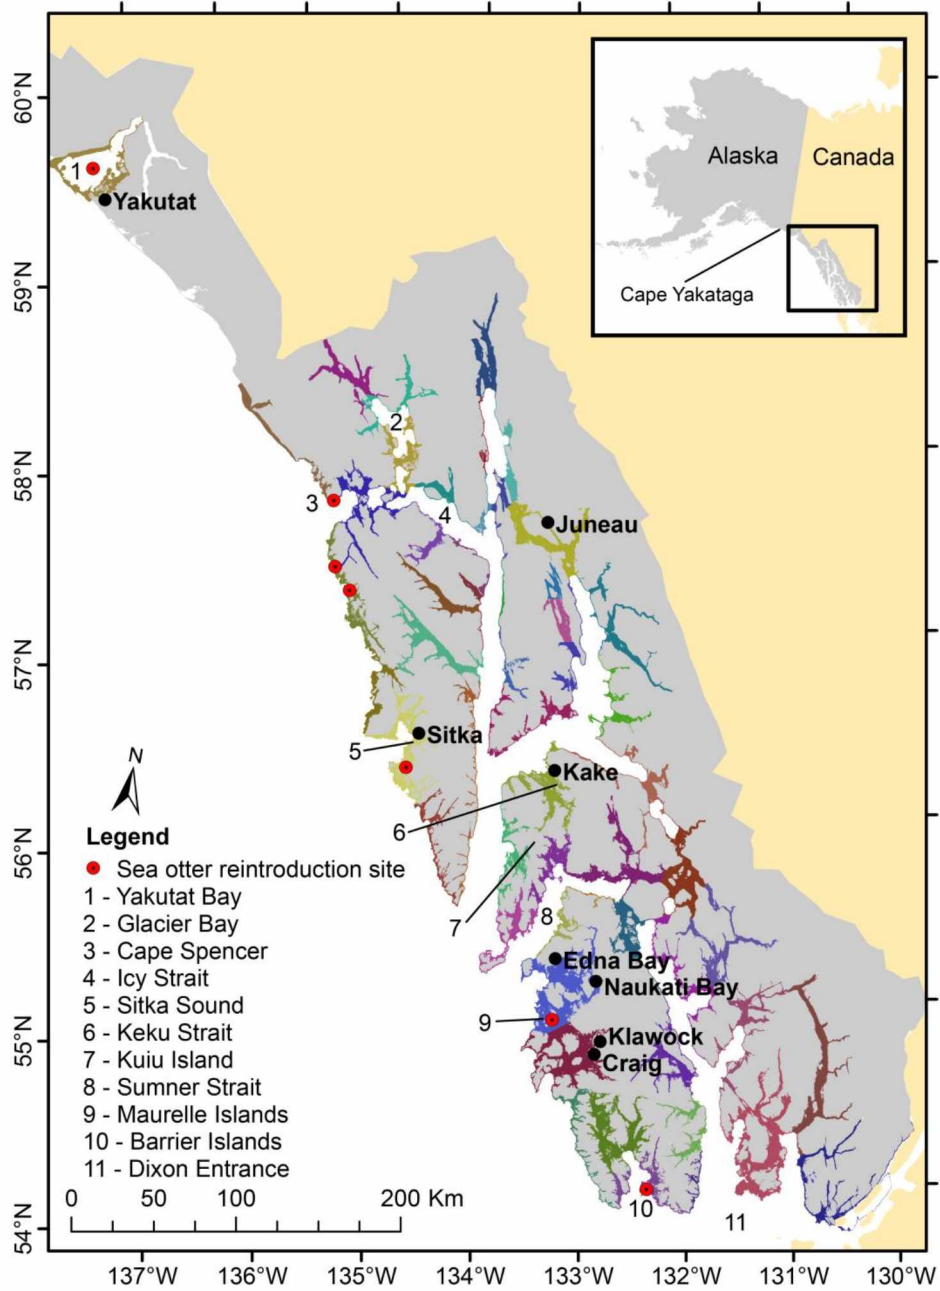 60°N
59°N
58°N
57°N
56°N
55°N
54°N
Alaska
Canada
Cape Yakataga
1
Yakutat
2
3
4
Juneau
5
Sitka
6
Kake
7
8
Edna Bay
Naukati Bay
9
Klawock
Craig
10
11
N
Legend
Sea otter reintroduction site
1 - Yakutat Bay
2 - Glacier Bay
3 - Cape Spencer
4 - Icy Strait
5 - Sitka Sound
6 - Keku Strait
7 - Kuiu Island
8 - Sumner Strait
9 - Maurelle Islands
10 - Barrier Islands
11 - Dixon Entrance
0 50 100 200 Km
137°W 136°W 135°W 134°W 133°W 132°W 131°W 130°W